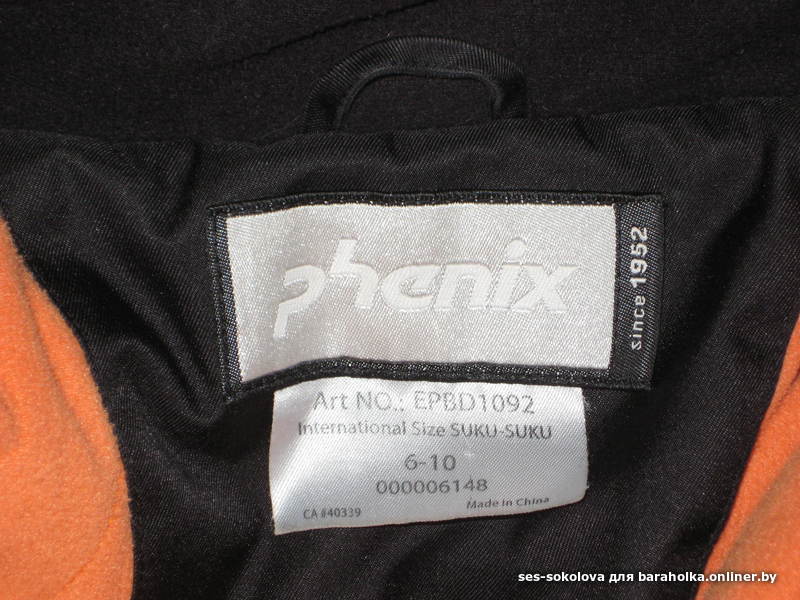 phenix
since 1952
Art NO.: EPBD1092
International Size SUKU-SUKU
6-10
000006148
CA #40339
Made in China
ses-sokolova для baraholka.onliner.by